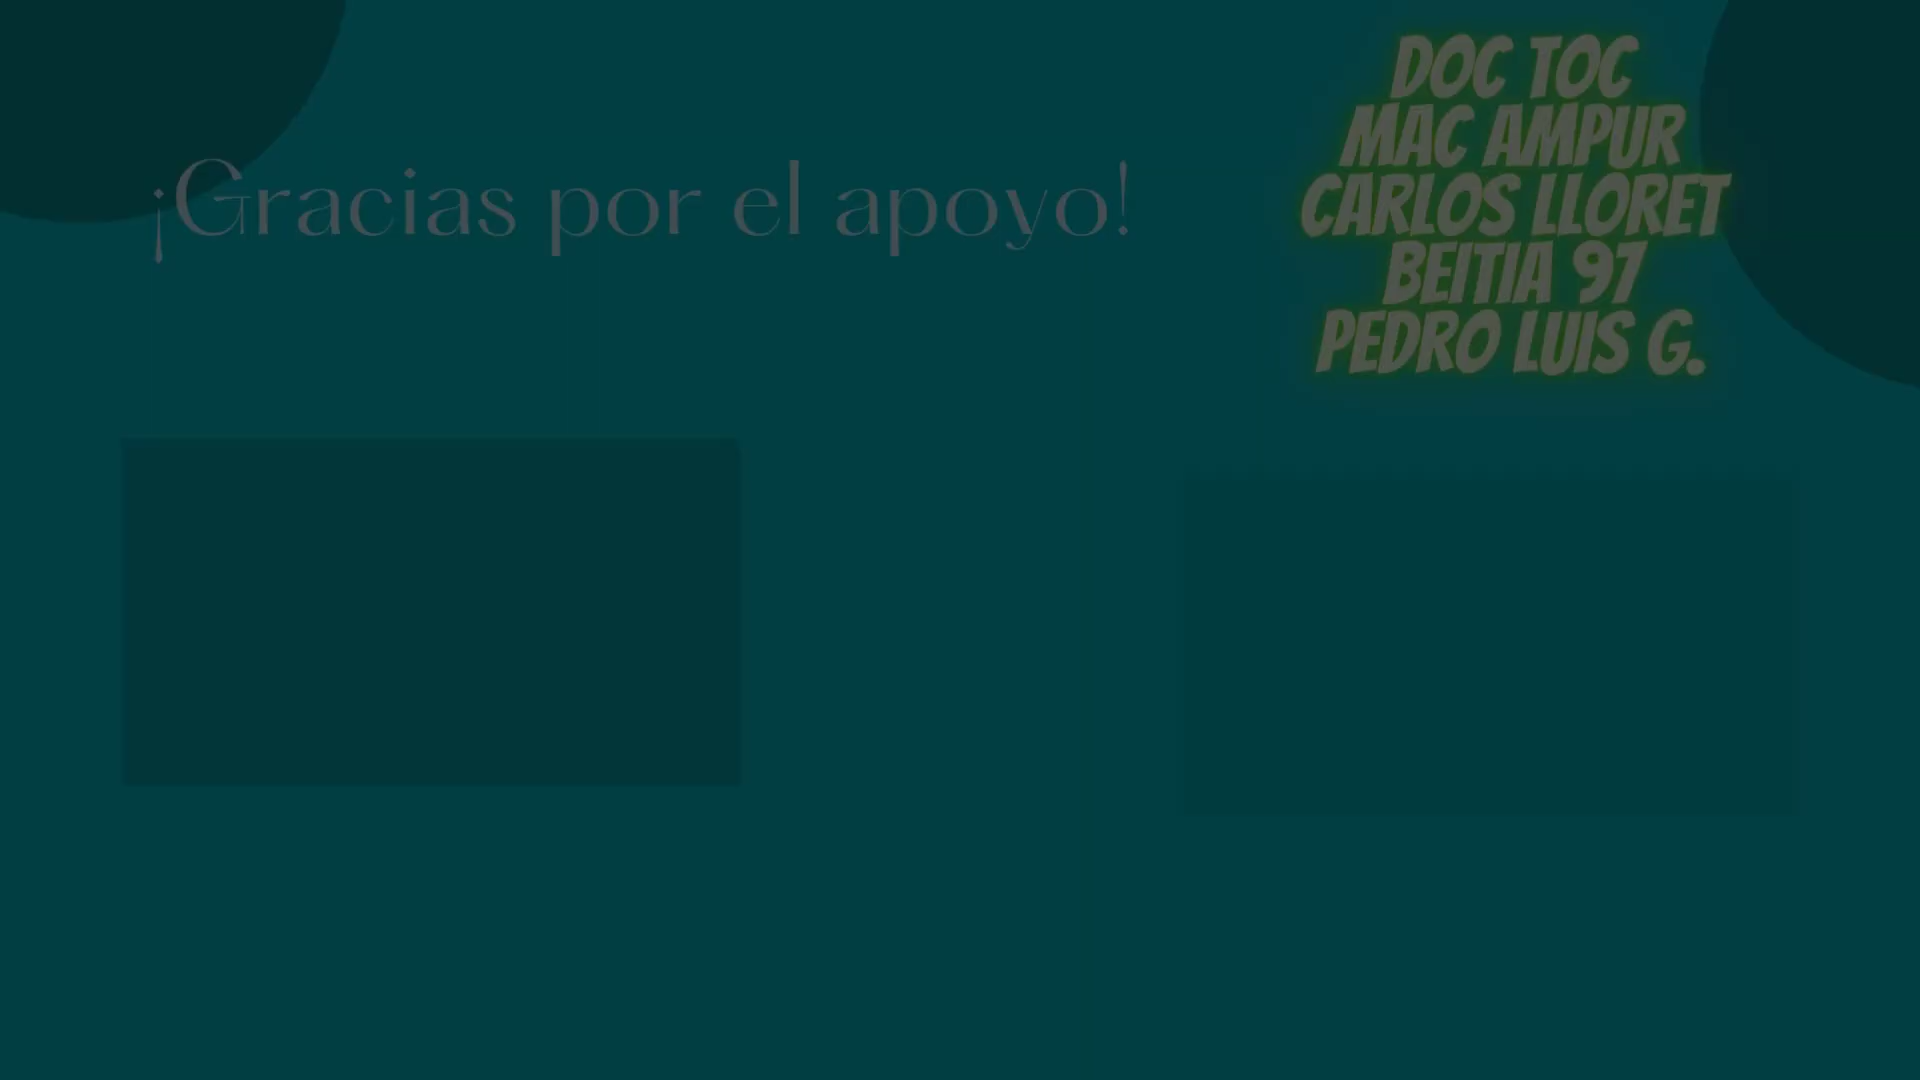 ¡Gracias por el apoyo!
DOC TOC
MAC AMPUR
CARLOS LLORET
BEITIA 97
PEDRO LUIS G.